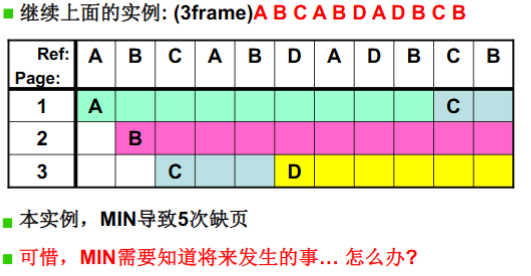 继续上面的实例: (3frame)A B C A B D A D B C B
Ref: A B C A B D A D B C B
Page:
1 A C
2 B
3 C D
本实例，MIN导致5次缺页
可惜，MIN需要知道将来发生的事... 怎么办?